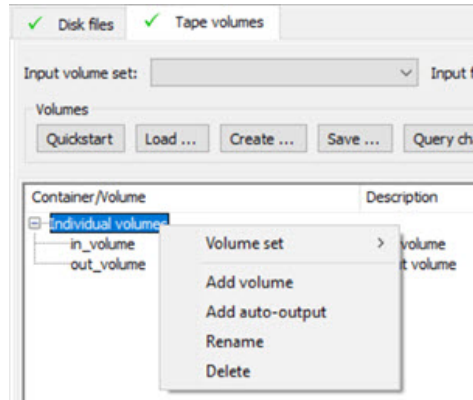 Disk files Tape volumes
Input volume set: Input f
Volumes
Quickstart Load ... Create ... Save ... Query cha
Container/Volume Description
Individual volumes
in_volume volume
out_volume t volume
Volume set
Add volume
Add auto-output
Rename
Delete